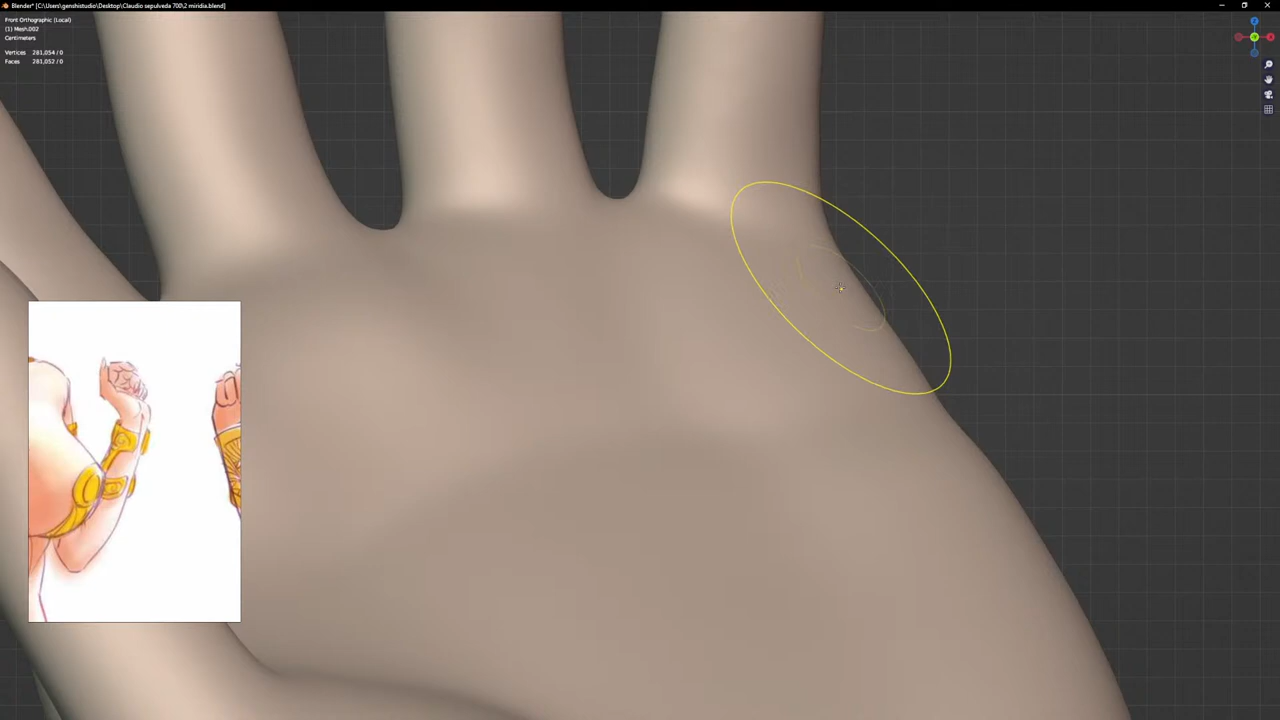 Blender* [C:\Users\genshistudio\Desktop\Claudio sepulveda 700\2 miridia.blend]
Front Orthographic (Local)
(1) Mesh.002
Centimeters
Vertices 281,054/0
Faces 281,052/0